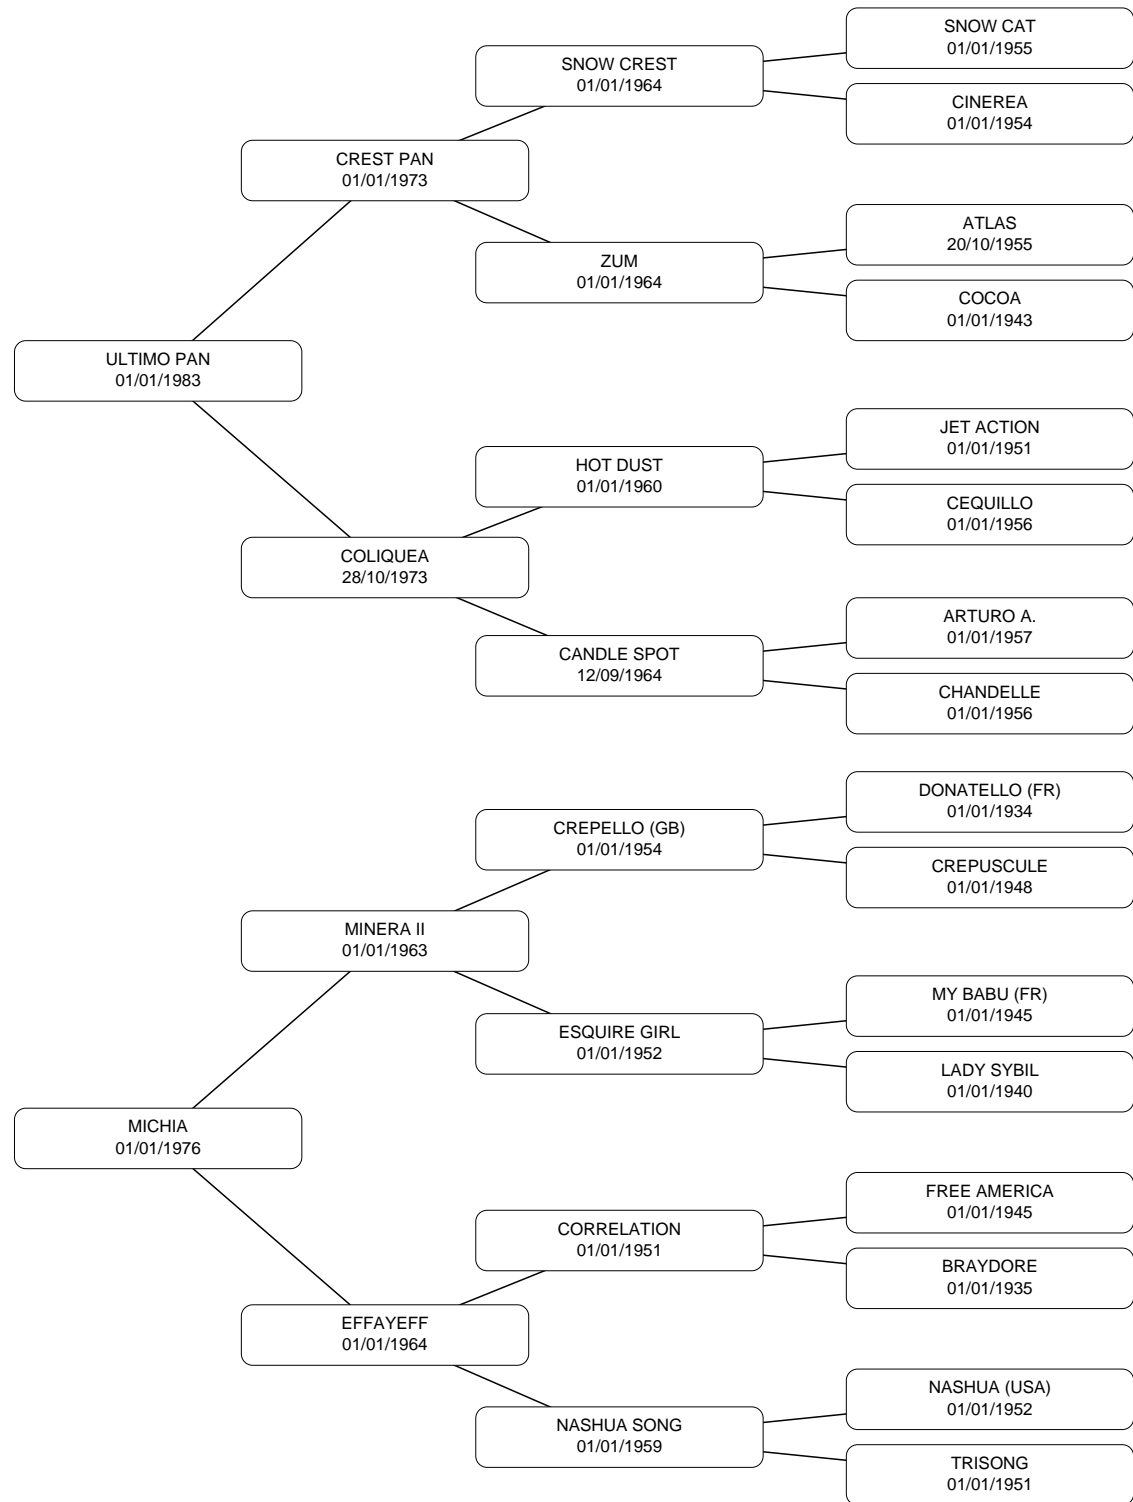 SNOW CAT
01/01/1955
SNOW CREST
01/01/1964
CINEREA
01/01/1954
CREST PAN
01/01/1973
ATLAS
20/10/1955
ZUM
01/01/1964
COCOA
01/01/1943
ULTIMO PAN
01/01/1983
JET ACTION
01/01/1951
HOT DUST
01/01/1960
CEQUILLO
01/01/1956
COLIQUEA
28/10/1973
ARTURO A.
01/01/1957
CANDLE SPOT
12/09/1964
CHANDELLE
01/01/1956
DONATELLO (FR)
01/01/1934
CREPELLO (GB)
01/01/1954
CREPUSCULE
01/01/1948
MINERA II
01/01/1963
MY BABU (FR)
01/01/1945
ESQUIRE GIRL
01/01/1952
LADY SYBIL
01/01/1940
MICHIA
01/01/1976
FREE AMERICA
01/01/1945
CORRELATION
01/01/1951
BRAYDORE
01/01/1935
EFFAYEFF
01/01/1964
NASHUA (USA)
01/01/1952
NASHUA SONG
01/01/1959
TRISONG
01/01/1951